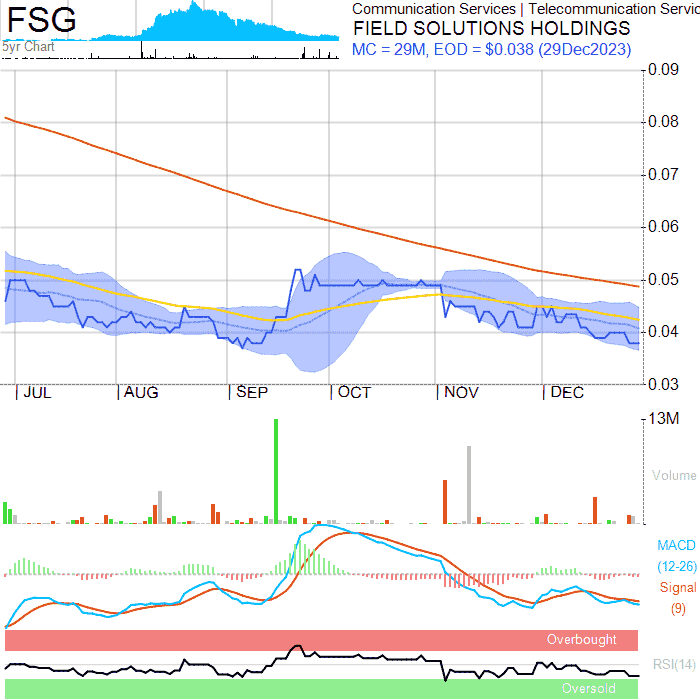 FSG
5yr Chart
Communication Services | Telecommunication Servic
FIELD SOLUTIONS HOLDINGS
MC = 29M, EOD = $0.038 (29Dec2023)
0.09
0.08
0.07
0.06
0.05
0.04
0.03
JUL AUG SEP OCT NOV DEC
13M
Volume
MACD
(12-26)
Signal
(9)
Overbought
RSI(14)
Oversold